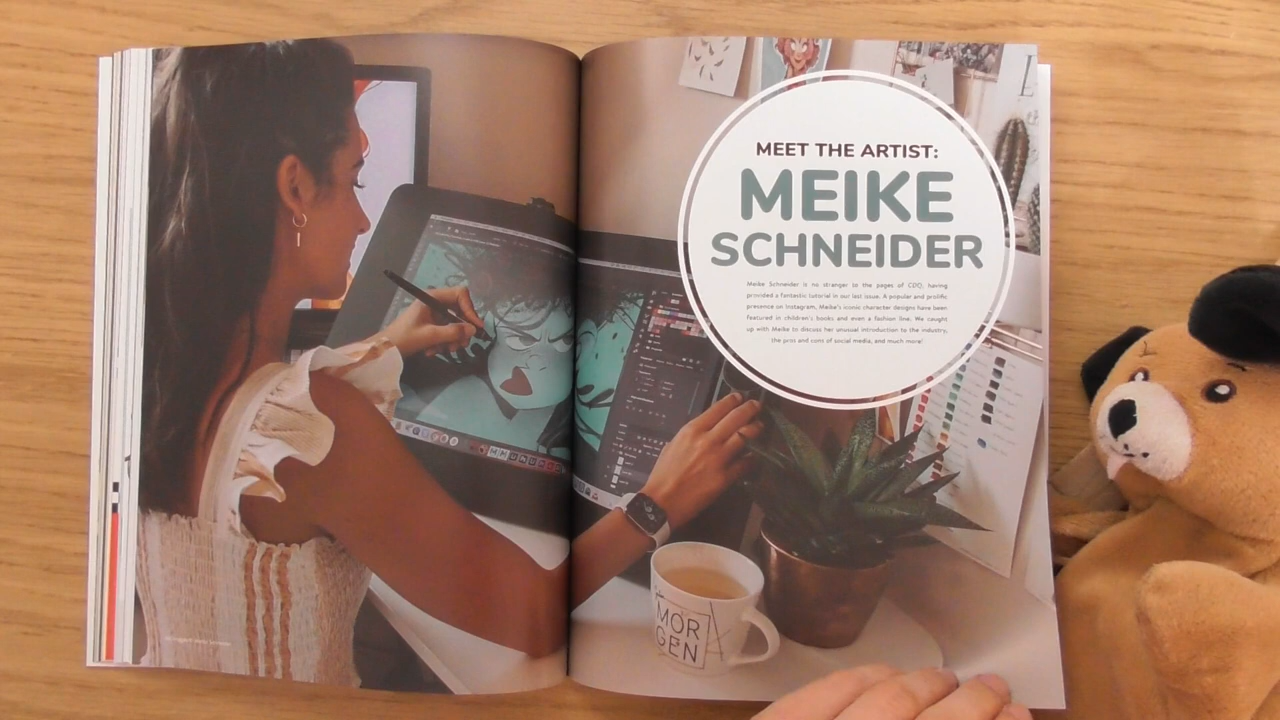 MEET THE ARTIST:
MEIKE
SCHNEIDER
Meike Schneider is no stranger to the pages of CDQ, having
provided a fantastic tutorial in our last issue. A popular and prolific
presence on Instagram, Meike's iconic character designs have been
featured in children's books and even a fashion line. We caught
up with Meike to discuss her unusual introduction to the industry,
the pros and cons of social media, and much more!
MOR
GEN